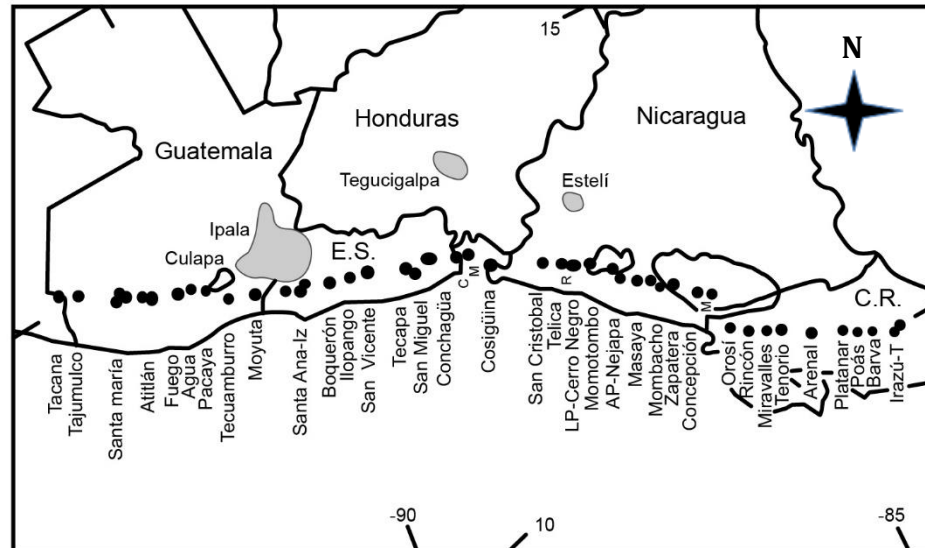 15
N
Honduras
Nicaragua
Guatemala
Tegucigalpa
Estelí
Ipala
E.S.
Culapa
C.R.
R
C
M
M
Tacana
Tajumulco
Santa maría
Atitlán
Fuego
Agua
Pacaya
Tecuamburro
Moyuta
Santa Ana-Iz
Boquerón
Ilopango
San Vicente
Tecapa
San Miguel
Conchagüa
Cosigüina
San Cristobal
Telica
LP-Cerro Negro
Momotombo
AP-Nejapa
Masaya
Mombacho
Zapatera
Concepción
Orosí
Rincón
Miravalles
Tenorio
Arenal
Platanar
Poás
Barva
Irazú-T
-90
10
-85